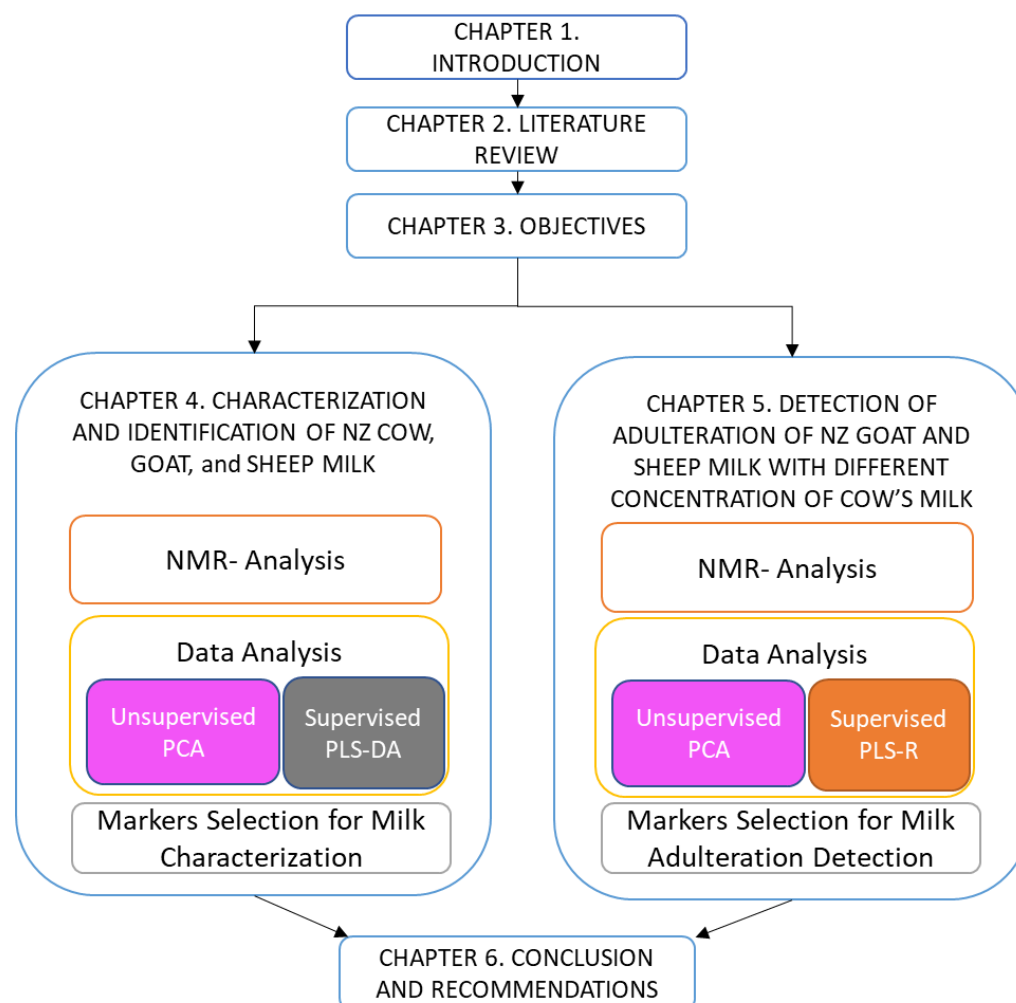 CHAPTER 1.
INTRODUCTION
CHAPTER 2. LITERATURE
REVIEW
CHAPTER 3. OBJECTIVES
CHAPTER 4. CHARACTERIZATION
AND IDENTIFICATION OF NZ COW,
GOAT, and SHEEP MILK
NMR- Analysis
Data Analysis
Unsupervised
PCA
Supervised
PLS-DA
Markers Selection for Milk
Characterization
CHAPTER 5. DETECTION OF
ADULTERATION OF NZ GOAT AND
SHEEP MILK WITH DIFFERENT
CONCENTRATION OF COW’S MILK
NMR- Analysis
Data Analysis
Unsupervised
PCA
Supervised
PLS-R
Markers Selection for Milk
Adulteration Detection
CHAPTER 6. CONCLUSION
AND RECOMMENDATIONS